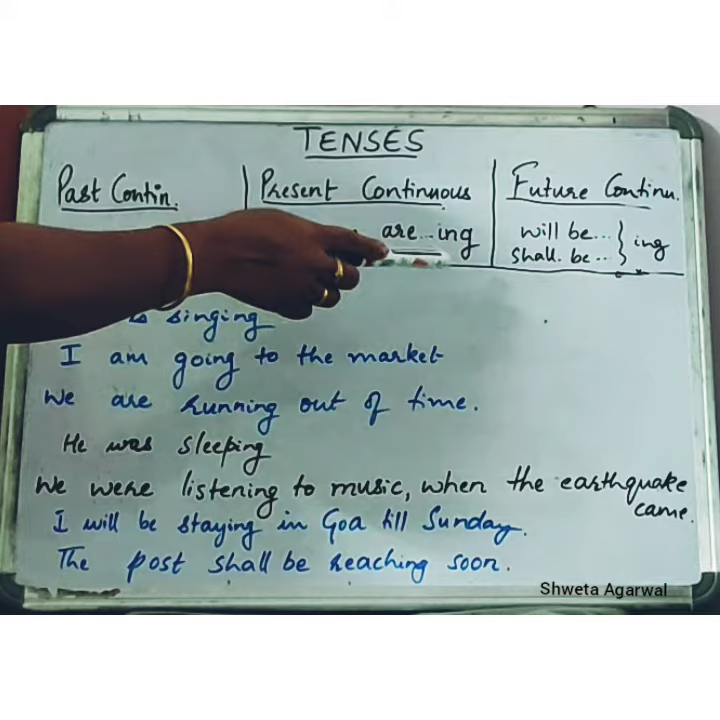 TENSES
Past Contin.
Present Continuous
Future Continu.
are...ing
will be...
shall be..
ing
is singing
I am going to the market
We are running out of time.
He was sleeping
We were listening to music, when the earthquake
came.
I will be staying in Goa till Sunday.
The post shall be reaching soon.
Shweta Agarwal